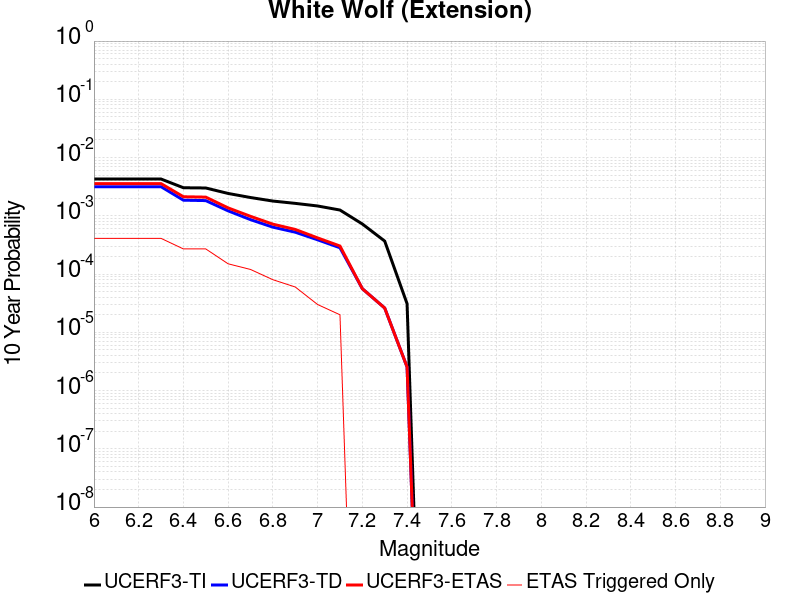 White Wolf (Extension)
10^0
10^-1
10^-2
10^-3
10^-4
10^-5
10^-6
10^-7
10^-8
10 Year Probability
6 6.2 6.4 6.6 6.8 7 7.2 7.4 7.6 7.8 8 8.2 8.4 8.6 8.8 9
Magnitude
UCERF3-TI UCERF3-TD UCERF3-ETAS ETAS Triggered Only